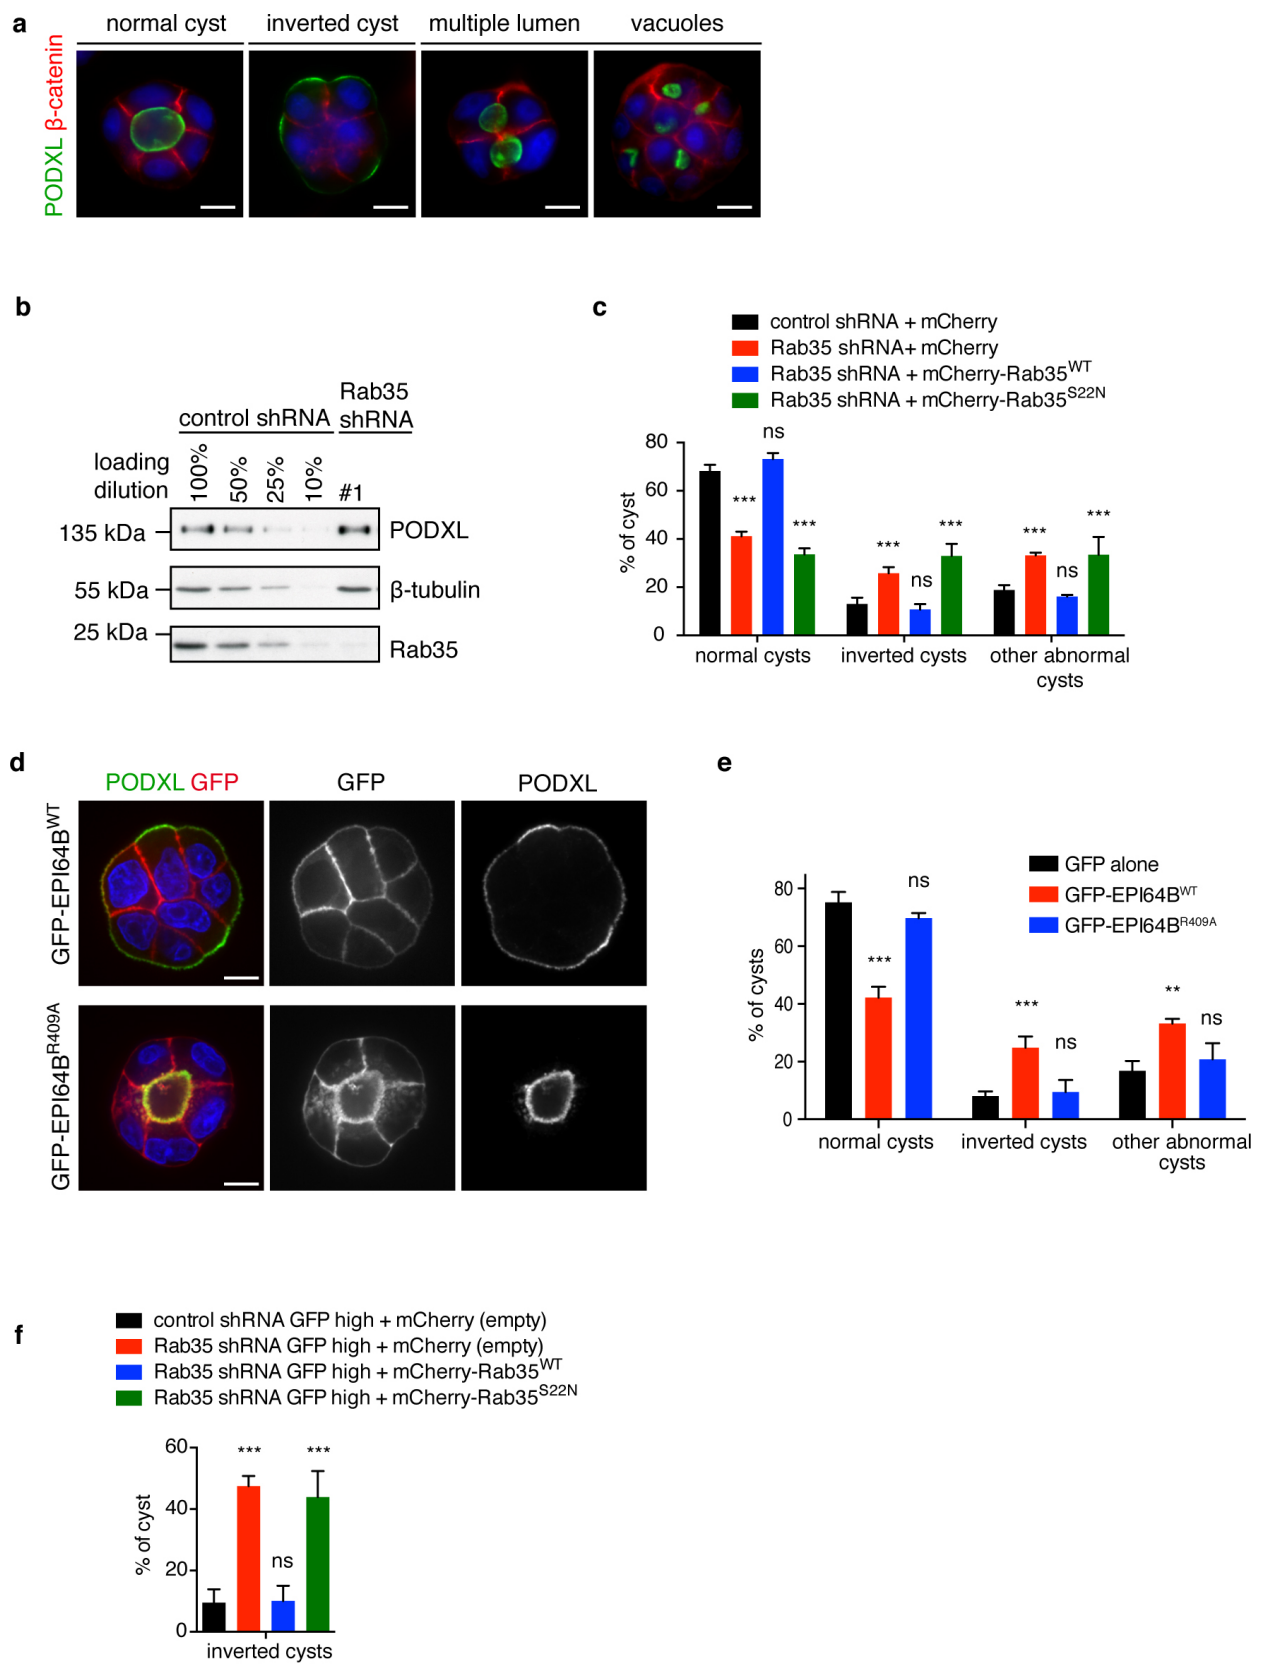 a
normal cyst
inverted cyst
multiple lumen
vacuoles
PODXL β-catenin
b
control shRNA
Rab35
shRNA
loading
dilution
100%
50%
25%
10%
#1
135 kDa
PODXL
55 kDa
β-tubulin
25 kDa
Rab35
c
control shRNA + mCherry
Rab35 shRNA+ mCherry
Rab35 shRNA + mCherry-Rab35WT
Rab35 shRNA + mCherry-Rab35S22N
% of cyst
80
60
40
20
0
***
ns
***
***
ns
***
***
ns
***
normal cysts
inverted cysts
other abnormal
cysts
d
PODXL GFP
GFP
PODXL
GFP-EPI64BWT
GFP-EPI64BR409A
e
GFP alone
GFP-EPI64BWT
GFP-EPI64BR409A
% of cysts
80
60
40
20
0
***
ns
***
ns
**
ns
normal cysts
inverted cysts
other abnormal
cysts
f
control shRNA GFP high + mCherry (empty)
Rab35 shRNA GFP high + mCherry (empty)
Rab35 shRNA GFP high + mCherry-Rab35WT
Rab35 shRNA GFP high + mCherry-Rab35S22N
% of cyst
60
40
20
0
***
ns
***
inverted cysts